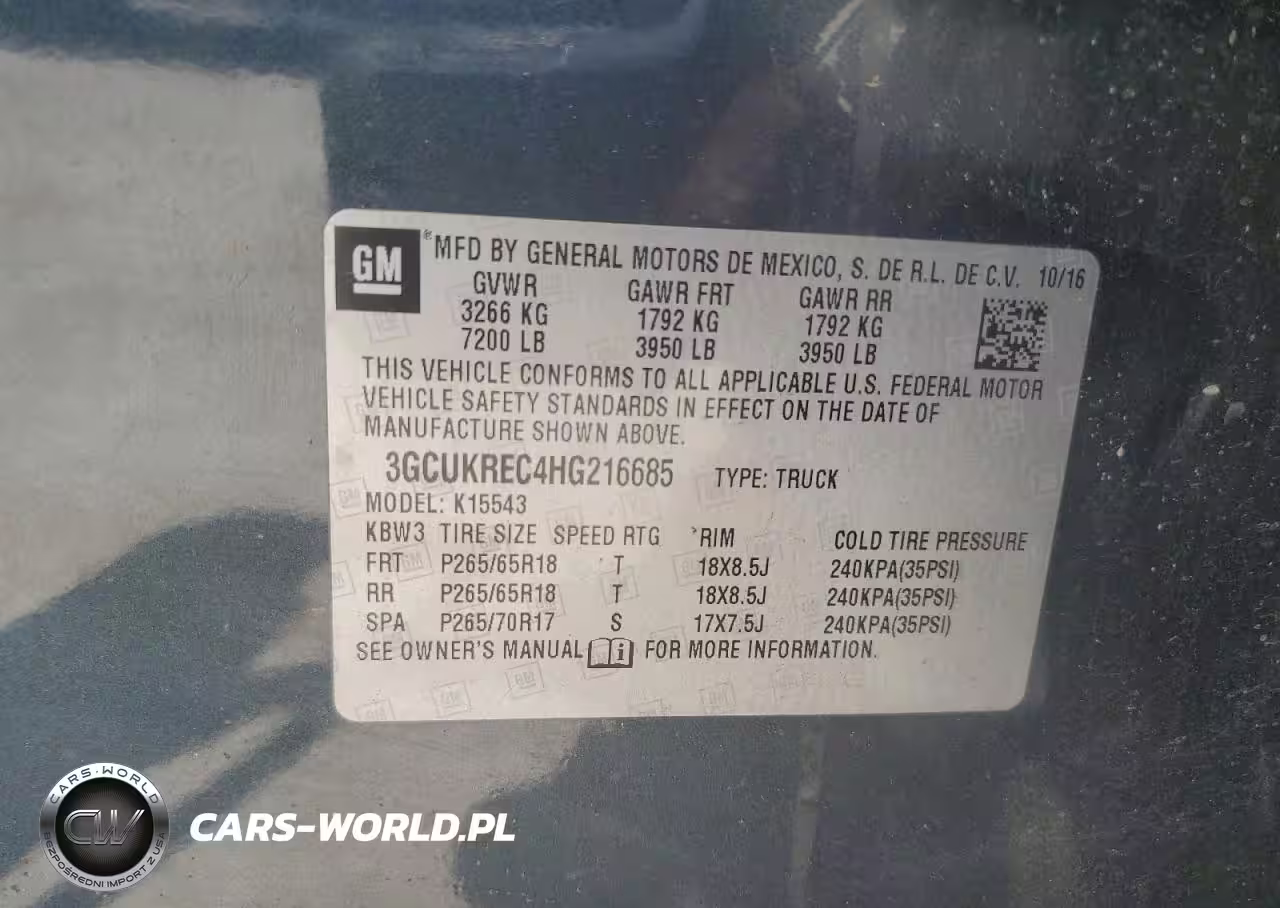 GM
®MFD BY GENERAL MOTORS DE MEXICO, S. DE R.L. DE C.V. 10/16
GVWR GAWR FRT GAWR RR
3266 KG 1792 KG 1792 KG
7200 LB 3950 LB 3950 LB
THIS VEHICLE CONFORMS TO ALL APPLICABLE U.S. FEDERAL MOTOR
VEHICLE SAFETY STANDARDS IN EFFECT ON THE DATE OF
MANUFACTURE SHOWN ABOVE.
3GCUKREC4HG216685 TYPE: TRUCK
MODEL: K15543
KBW3 TIRE SIZE SPEED RTG RIM COLD TIRE PRESSURE
FRT P265/65R18 T 18X8.5J 240KPA(35PSI)
RR P265/65R18 T 18X8.5J 240KPA(35PSI)
SPA P265/70R17 S 17X7.5J 240KPA(35PSI)
SEE OWNER'S MANUAL i FOR MORE INFORMATION.
CARS-WORLD
CW
BEZPOŚREDNI IMPORT Z USA
CARS-WORLD.PL